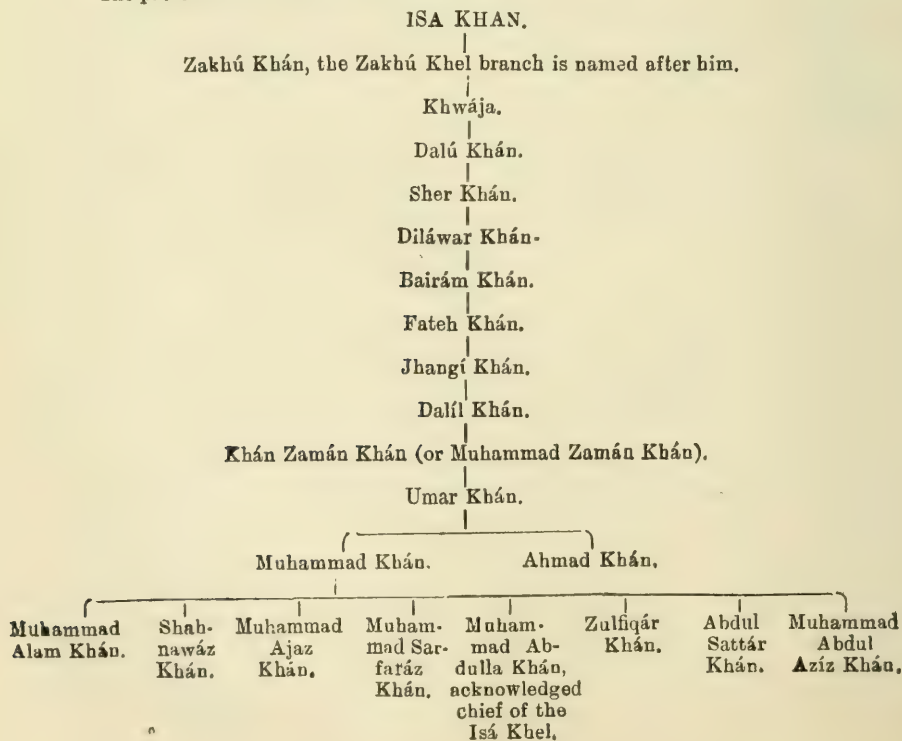 ISA KHAN.
Zakhú Khán, the Zakhú Khel branch is named after him.
Khwája.
Dalú Khán.
Sher Khán.
Diláwar Khán-
Bairám Khán.
Fateh Khán.
Jhangí Khán.
Dalíl Khán.
Khán Zamán Khán (or Muhammad Zamán Khán).
Umar Khán.
Muhammad Khán. Ahmad Khán.
Muhammad
Alam Khán.
Shah-
nawáz
Khán.
Muhammad
Ajaz
Khán.
Muham-
mad Sar-
faráz
Khán.
Muham-
mad Ab-
dulla Khán,
acknowledged
chief of the
Isá Khel.
Zulfiqár
Khán.
Abdul
Sattár
Khán.
Muhammad
Abdul
Azíz Khán.